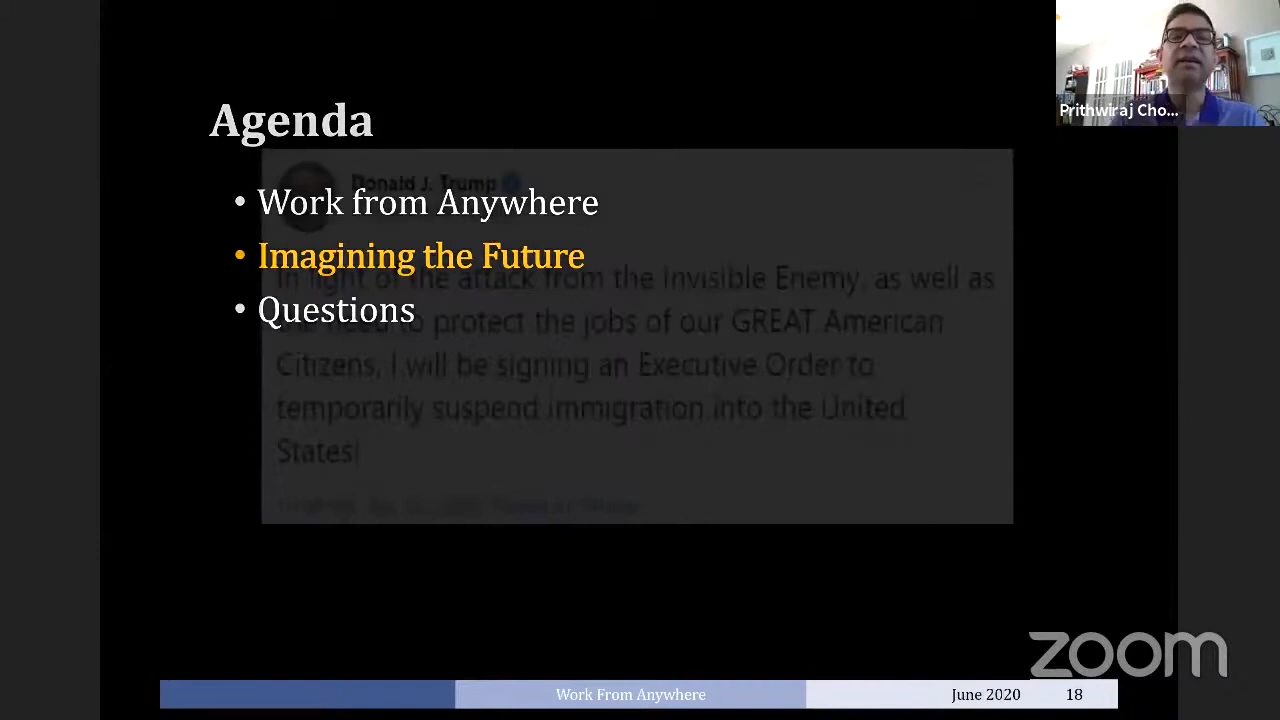 Prithwiraj Cho...
Agenda
Donald J. Trump
• Work from Anywhere
• Imagining the Future
In light of the attack from the Invisible Enemy, as well as
• Questions
to protect the jobs of our GREAT American
Citizens, I will be signing an Executive Order to
temporarily suspend immigration into the United
States!
zoom
Work From Anywhere
June 2020
18